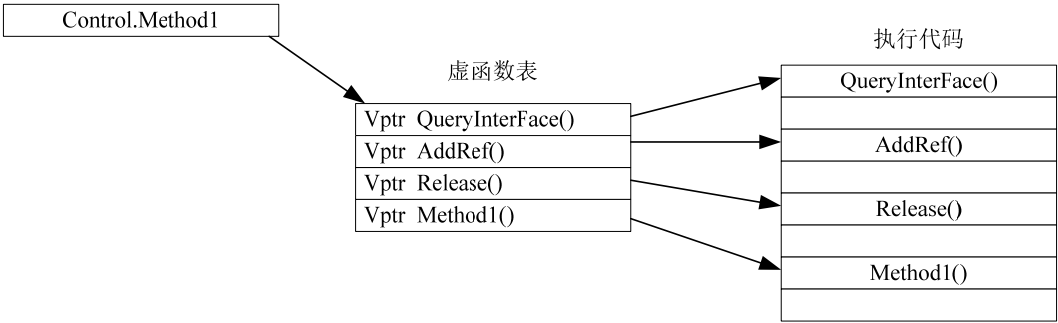 Control.Method1
虚函数表
Vptr QueryInterFace()
Vptr AddRef()
Vptr Release()
Vptr Method1()
执行代码
QueryInterFace()
AddRef()
Release()
Method1()